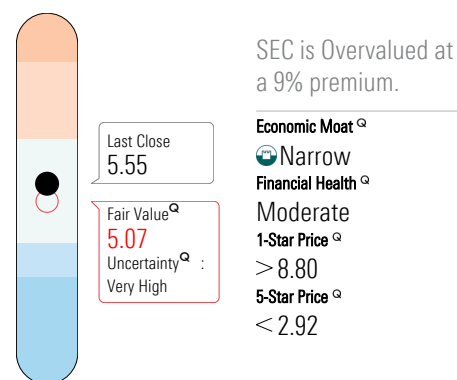 SEC is Overvalued at
a 9% premium.
Last Close
5.55
Fair Value Q
5.07
Uncertainty Q :
Very High
Economic Moat Q
Narrow
Financial Health Q
Moderate
1-Star Price Q
>8.80
5-Star Price Q
<2.92